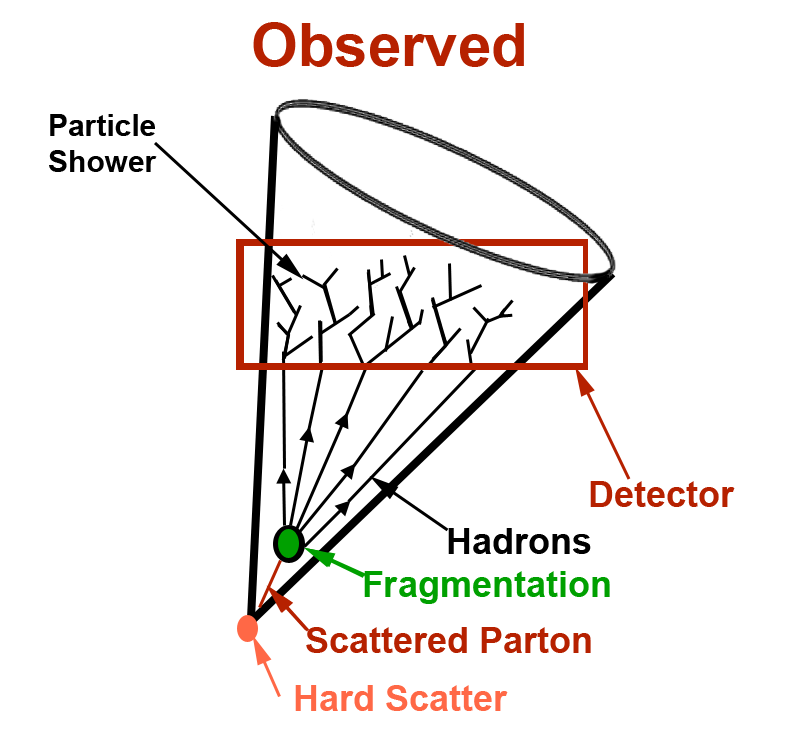 Observed
Particle
Shower
Detector
Hadrons
Fragmentation
Scattered Parton
Hard Scatter